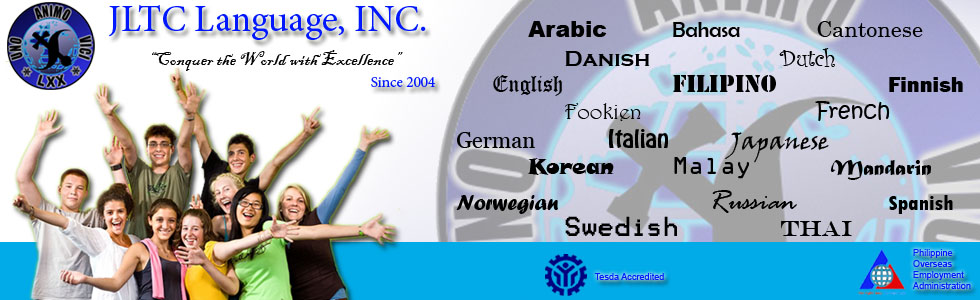 ANIMO
OXO
VICI
LXX
JLTC Language, INC.
"Conquer the World with Excellence"
Since 2004
ANIMO
Arabic Bahasa Cantonese
Danish Dutch
English FILIPINO Finnish
Fookien French
German Italian Japanese
Korean Malay Mandarin
Norwegian Russian Spanish
Swedish THAI
Tesda Accredited
Philippine
Overseas
Employment
Administration